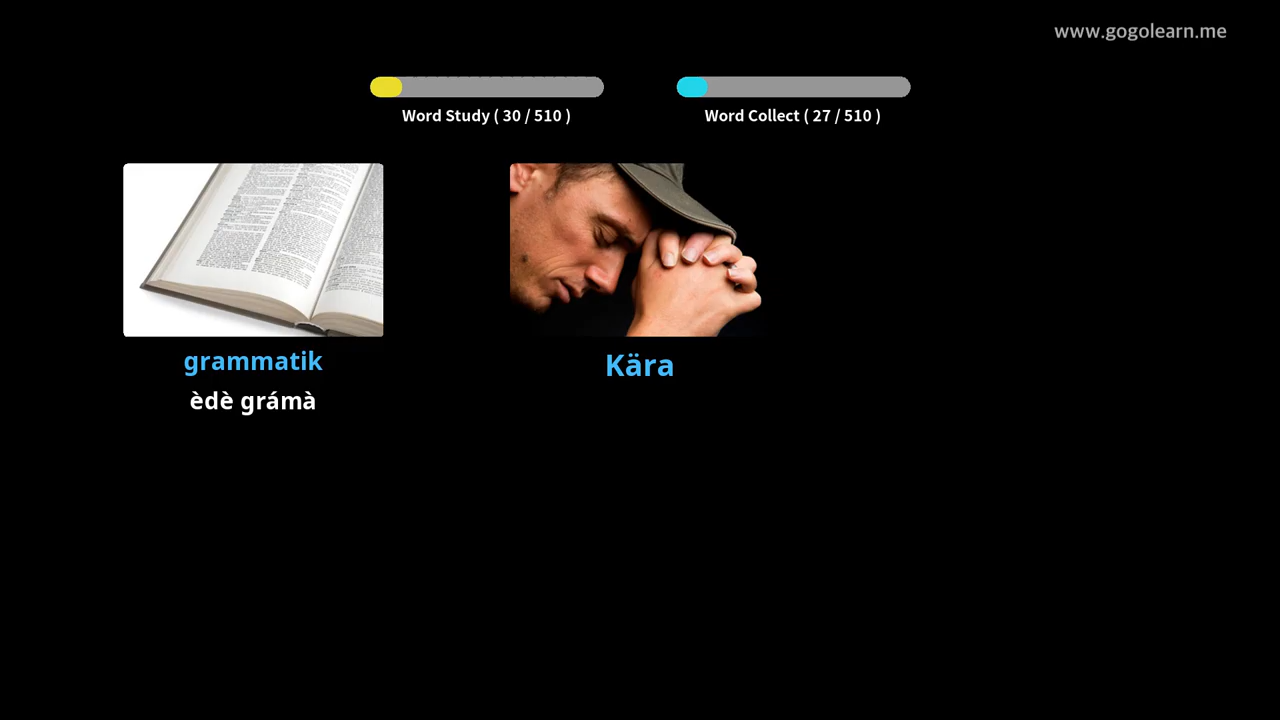 www.gogolearn.me
Word Study ( 30 / 510 )
Word Collect ( 27 / 510 )
grammatik
èdè grámà
Kära